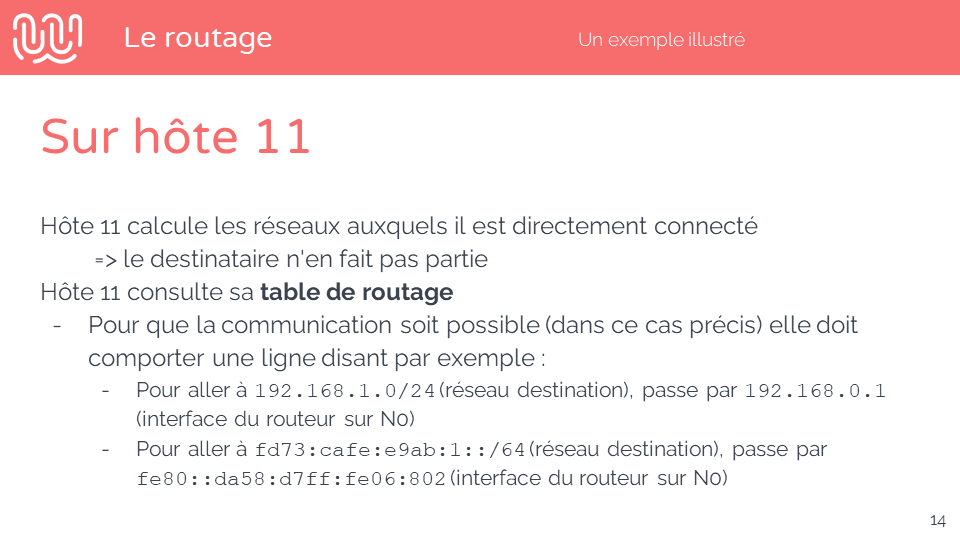 Le routage
Un exemple illustré
Sur hôte 11
Hôte 11 calcule les réseaux auxquels il est directement connecté
=> le destinataire n'en fait pas partie
Hôte 11 consulte sa table de routage
- Pour que la communication soit possible (dans ce cas précis) elle doit
comporter une ligne disant par exemple :
- Pour aller à 192.168.1.0/24 (réseau destination), passe par 192.168.0.1
(interface du routeur sur N0)
- Pour aller à fd73:cafe:e9ab:1::/64 (réseau destination), passe par
fe80::da58:d7ff:fe06:802 (interface du routeur sur N0)
14